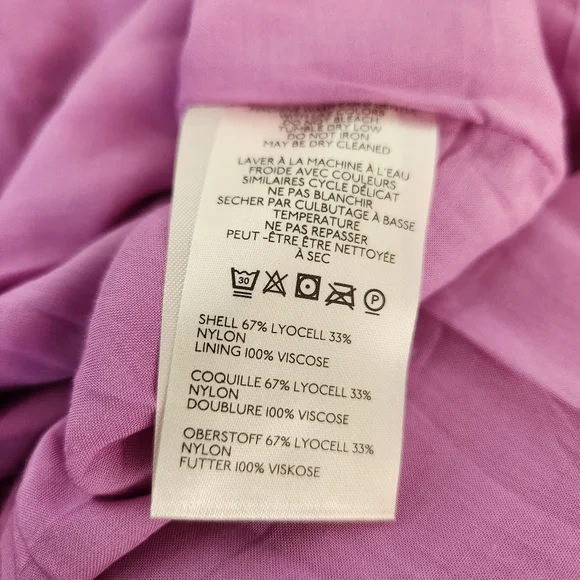 DO NOT BLEACH
TUMBLE DRY LOW
DO NOT IRON
MAY BE DRY CLEANED
LAVER À LA MACHINE À L'EAU
FROIDE AVEC COULEURS
SIMILAIRES CYCLE DÉLICAT
NE PAS BLANCHIR
SECHER PAR CULBUTAGE À BASSE
TEMPERATURE
NE PAS REPASSER
PEUT -ÊTRE ÊTRE NETTOYÉE
À SEC
30
P
SHELL 67% LYOCELL 33%
NYLON
LINING 100% VISCOSE
COQUILLE 67% LYOCELL 33%
NYLON
DOUBLURE 100% VISCOSE
OBERSTOFF 67% LYOCELL 33%
NYLON
FUTTER 100% VISKOSE